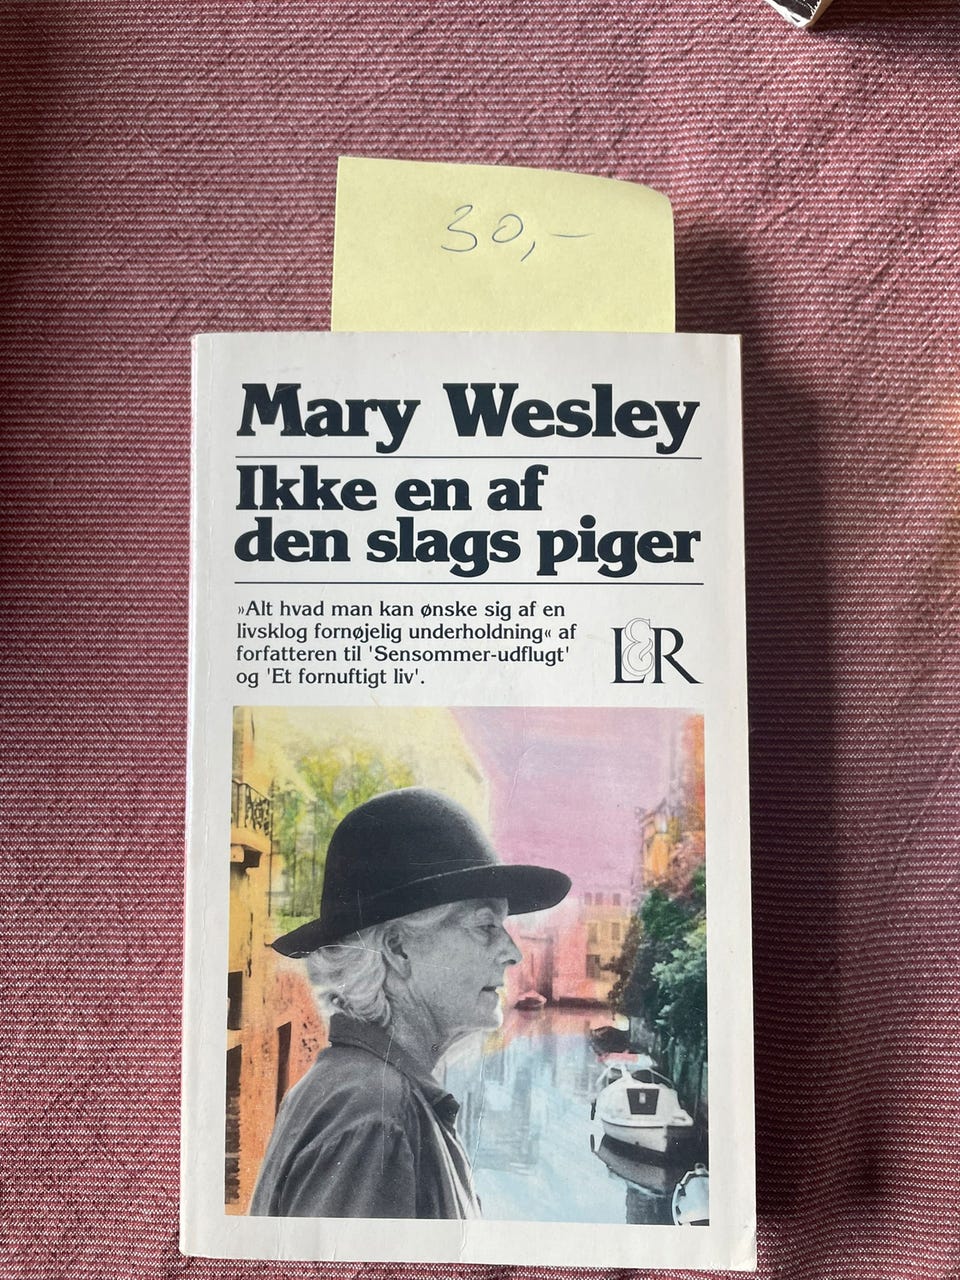 30,-
Mary Wesley
Ikke en af
den slags piger
»Alt hvad man kan ønske sig af en
livsklog fornøjelig underholdning« af
forfatteren til 'Sensommer-udflugt'
og 'Et fornuftigt liv'.
L&R